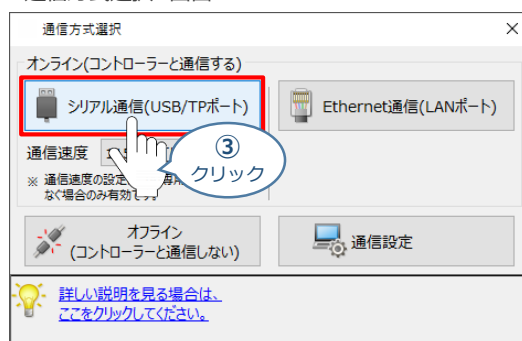 通信方式選択
オンライン(コントローラーと通信する)
シリアル通信(USB/TPポート)
Ethernet通信(LANポート)
通信速度
③
クリック
※ 通信速度の設定
なぐ場合のみ有効です。
オフライン
(コントローラーと通信しない)
通信設定
詳しい説明を見る場合は、
ここをクリックしてください。